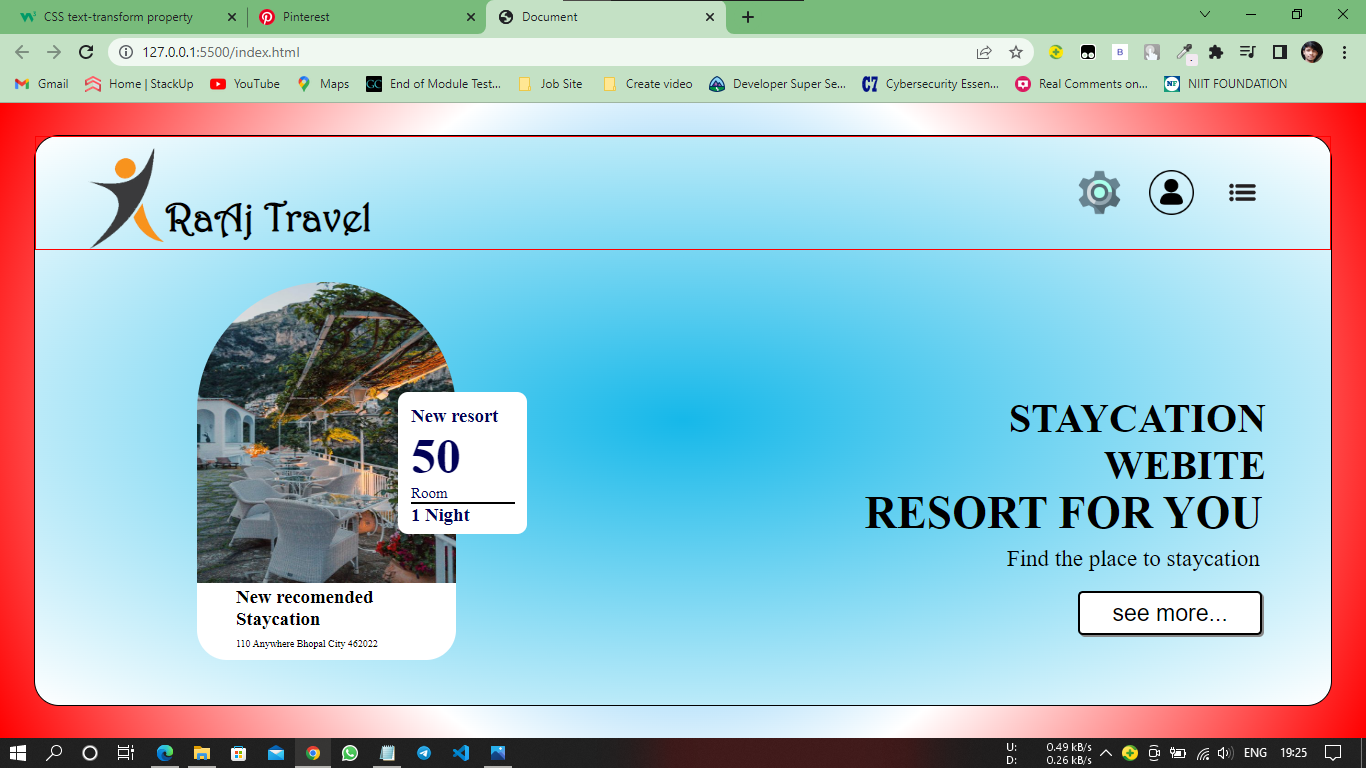 CSS text-transform property
Pinterest
Document
127.0.0.1:5500/index.html
Gmail
Home | StackUp
YouTube
Maps
GC
End of Module Test...
Job Site
Create video
Developer Super Se...
C7
Cybersecurity Essen...
Real Comments on...
NIIT FOUNDATION
RaAj Travel
New resort
50
Room
1 Night
New recomended
Staycation
110 Anywhere Bhopal City 462022
STAYCATION
WEBITE
RESORT FOR YOU
Find the place to staycation
see more...
U: 0.49 kB/s
D: 0.26 kB/s
ENG
19:25